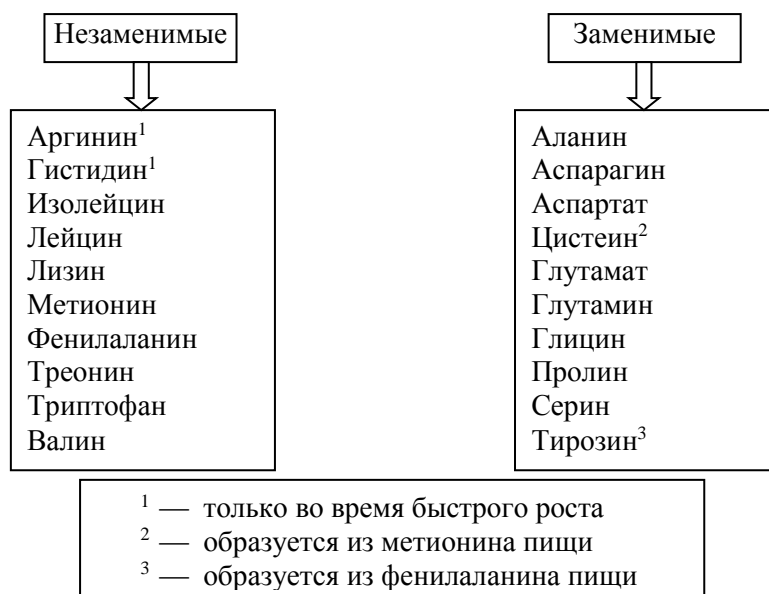 Незаменимые
Аргинин¹
Гистидин¹
Изолейцин
Лейцин
Лизин
Метионин
Фенилаланин
Треонин
Триптофан
Валин
Заменимые
Аланин
Аспарагин
Аспартат
Цистеин²
Глутамат
Глутамин
Глицин
Пролин
Серин
Тирозин³
¹ — только во время быстрого роста
² — образуется из метионина пищи
³ — образуется из фенилаланина пищи